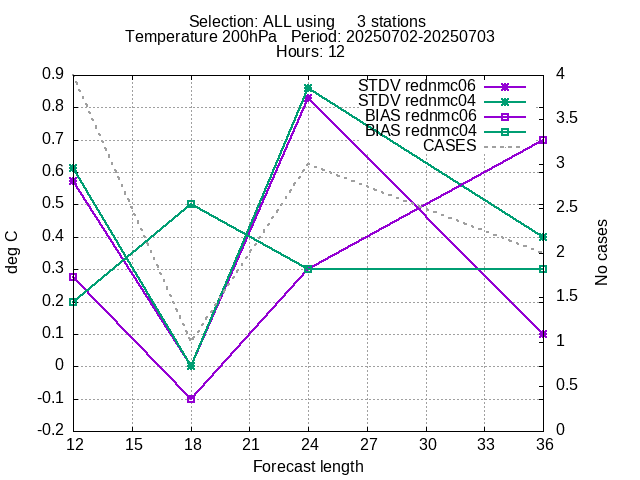 Selection: ALL using     3 stations
Temperature 200hPa   Period: 20250702-20250703
Hours: 12
STDV rednmc06
STDV rednmc04
BIAS rednmc06
BIAS rednmc04
CASES
0.9
0.8
0.7
0.6
0.5
0.4
0.3
0.2
0.1
0
-0.1
-0.2
deg C
4
3.5
3
2.5
2
1.5
1
0.5
0
No cases
12 15 18 21 24 27 30 33 36
Forecast length